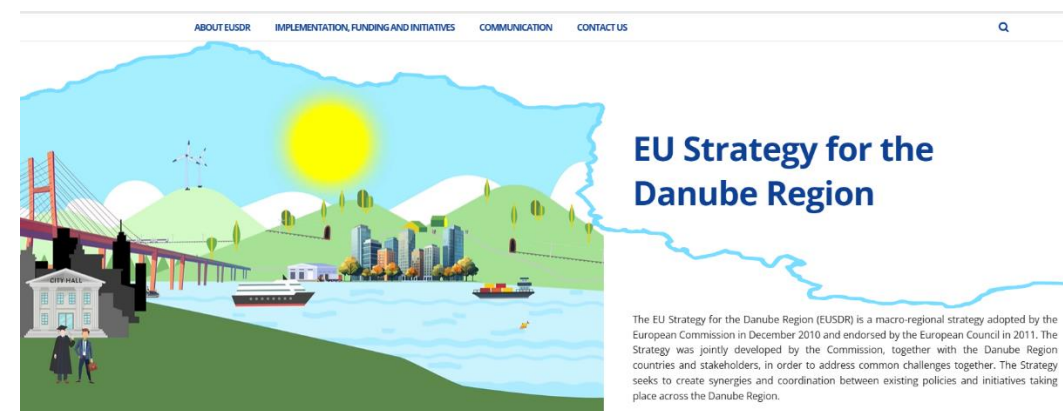 ABOUT EUSDR IMPLEMENTATION, FUNDING AND INITIATIVES COMMUNICATION CONTACT US
EU Strategy for the
Danube Region
CITY HALL
The EU Strategy for the Danube Region (EUSDR) is a macro-regional strategy adopted by the
European Commission in December 2010 and endorsed by the European Council in 2011. The
Strategy was jointly developed by the Commission, together with the Danube Region
countries and stakeholders, in order to address common challenges together. The Strategy
seeks to create synergies and coordination between existing policies and initiatives taking
place across the Danube Region.